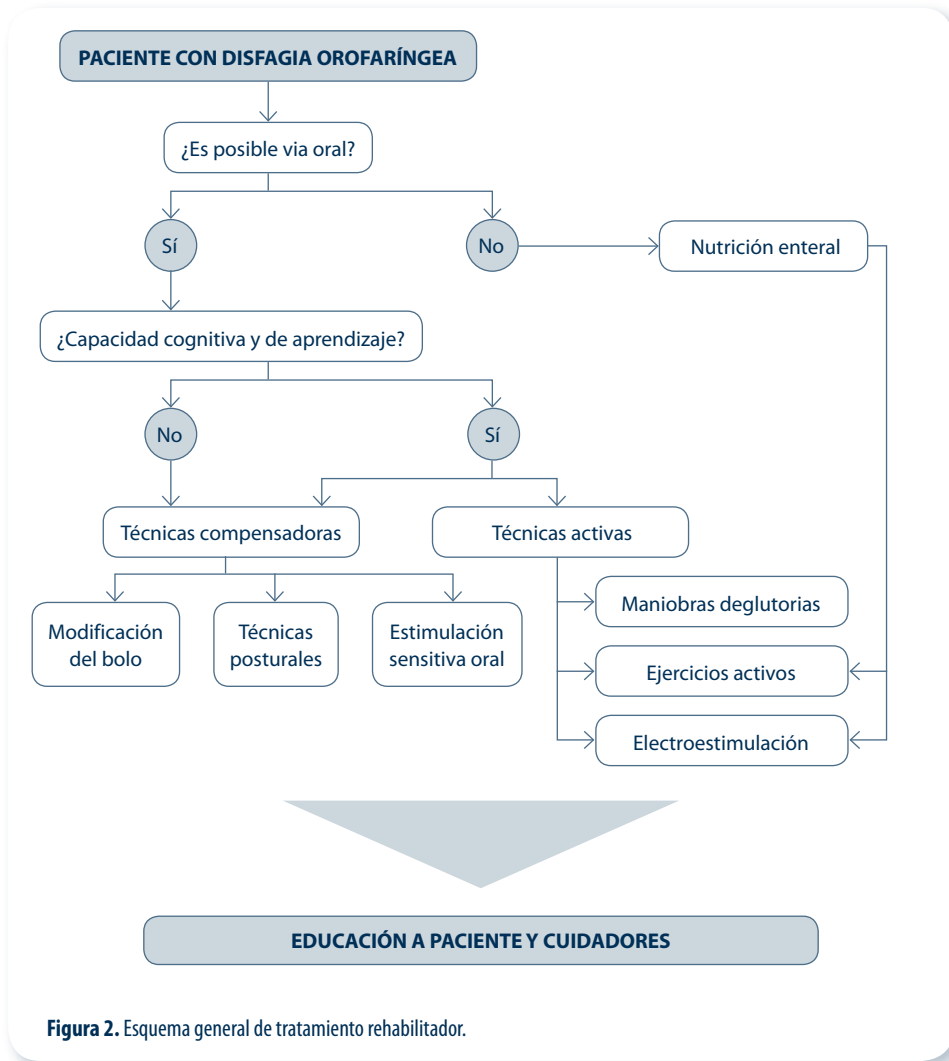 PACIENTE CON DISFAGIA OROFARÍNGEA
¿Es posible via oral?
Sí
No
Nutrición enteral
¿Capacidad cognitiva y de aprendizaje?
No
Sí
Técnicas compensadoras
Técnicas activas
Modificación
del bolo
Técnicas
posturales
Estimulación
sensitiva oral
Maniobras deglutorias
Ejercicios activos
Electroestimulación
EDUCACIÓN A PACIENTE Y CUIDADORES
Figura 2. Esquema general de tratamiento rehabilitador.